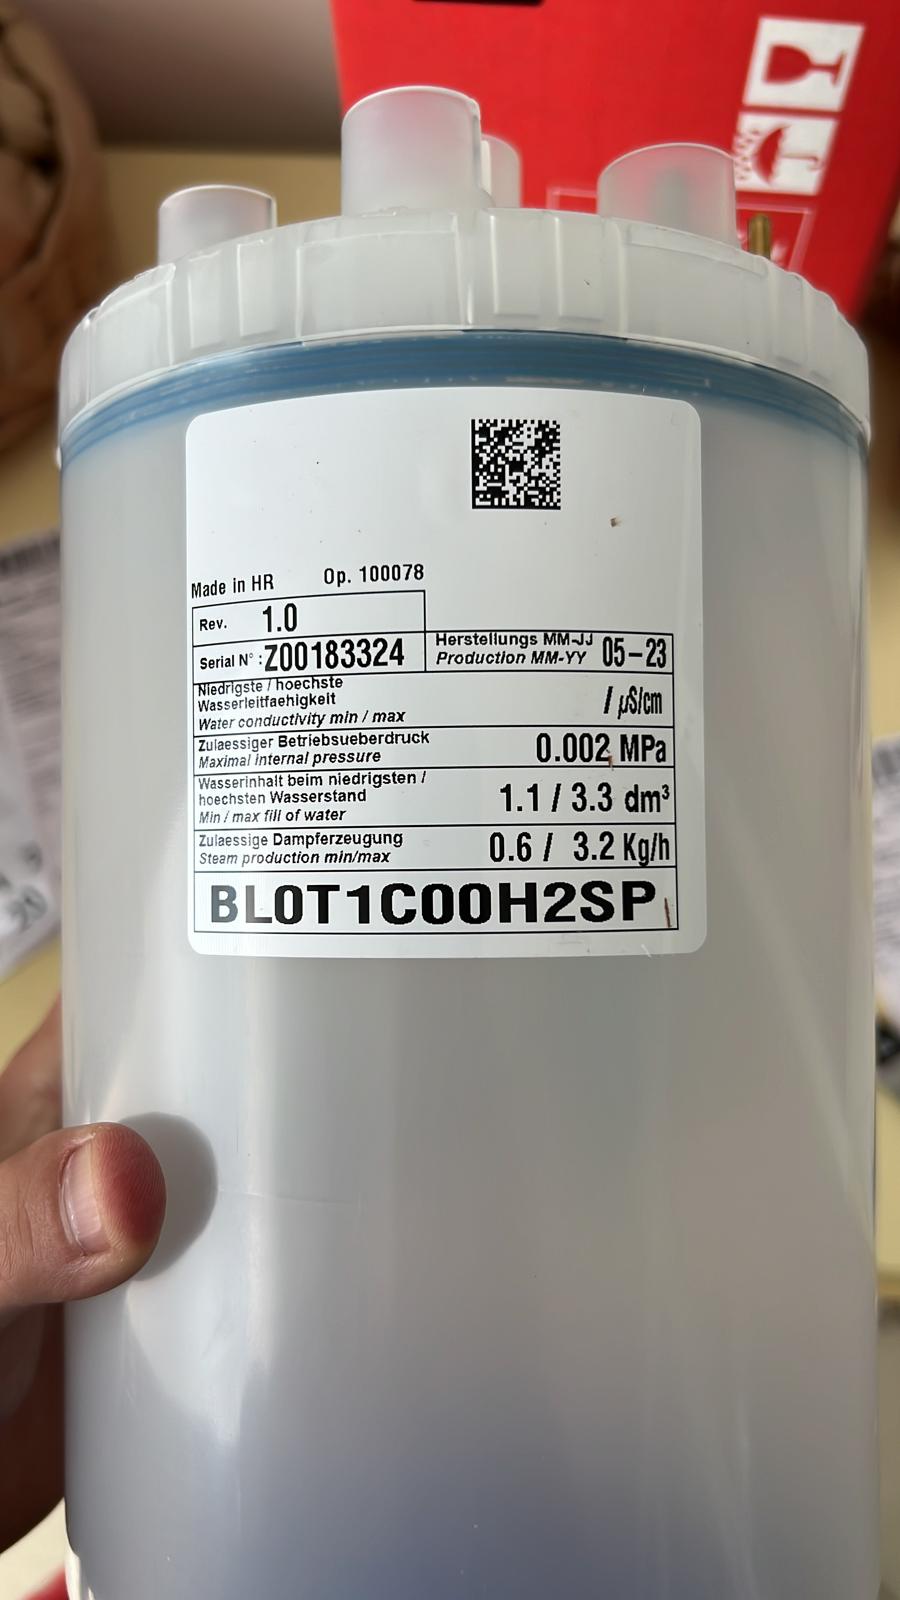 Made in HR Op. 100078
Rev. 1.0
Serial N° : Z00183324
Herstellungs MM-JJ
Production MM-YY 05-23
Niedrigste / hoechste
Wasserleitfaehigkeit
Water conductivity min / max
/ µS/cm
Zulaessiger Betriebsueberdruck
Maximal internal pressure
0.002 MPa
Wasserinhalt beim niedrigsten /
hoechsten Wasserstand
Min / max fill of water
1.1 / 3.3 dm³
Zulaessige Dampferzeugung
Steam production min/max
0.6 / 3.2 Kg/h
BL0T1C00H2SP